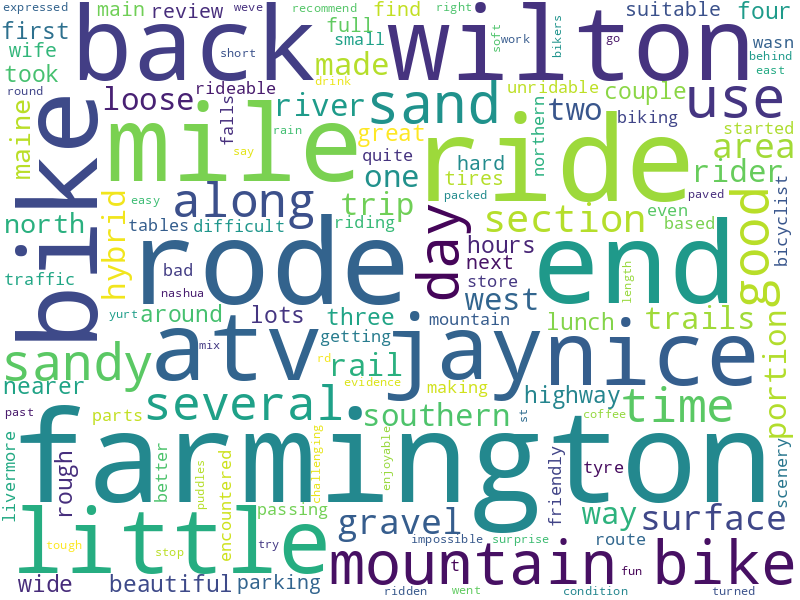 expressed main review weve recommend right find suitable four
first back wilton full small soft work bikers go wasn
wife short made behind
took east
round loose rideable drink unridable couple use
bike maine falls river sand two biking started
mile rain great ride northern area
say quite hard
one tires rider
hybrid easy along trip packed paved
north tables difficult riding day section even good bicyclist
rode hours based
traffic bad next end
nashua store length
yurt around lots three west mountain lunch trails
atv mix getting jay nice portion
sandy rd rail
nearer evidence making highway
past parts several southern st coffee time
farmington
livermore rough better puddles encountered challenging enjoyable friendly tyre scenery
little passing gravel way surface
tough stop try impossible surprise route
mountain bike
wide beautiful parking t fun
ridden went condition turned